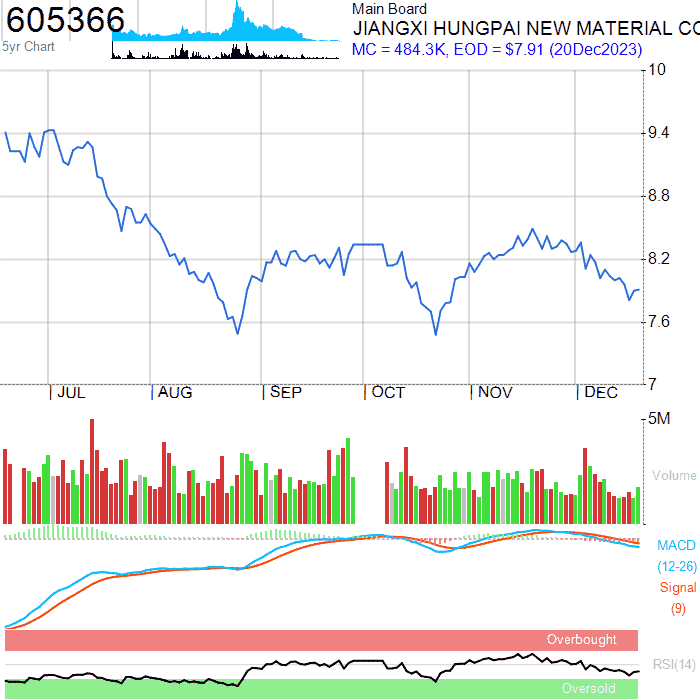 605366
5yr Chart
Main Board
JIANGXI HUNGPAI NEW MATERIAL CO
MC = 484.3K, EOD = $7.91 (20Dec2023)
10
9.4
8.8
8.2
7.6
7
JUL AUG SEP OCT NOV DEC
5M
Volume
MACD
(12-26)
Signal
(9)
Overbought
RSI(14)
Oversold